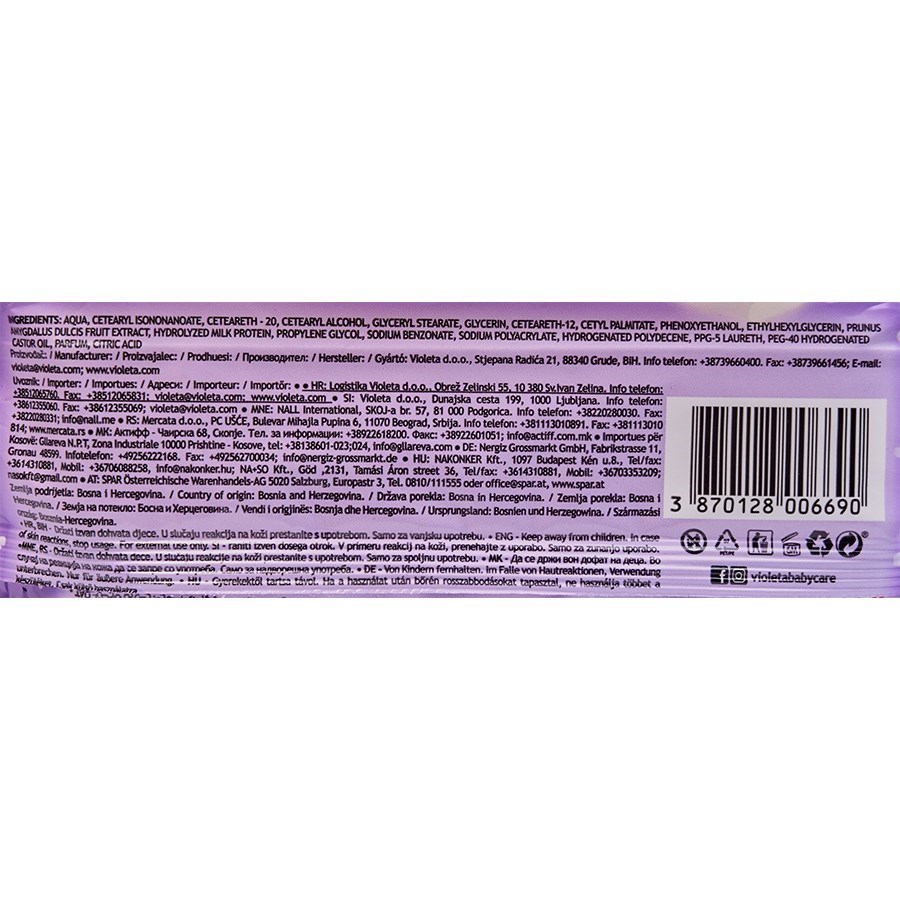 INGREDIENTS: AQUA, CETEARYL ISONONANOATE, CETEARETH - 20, CETEARYL ALCOHOL, GLYCERYL STEARATE, GLYCERIN, CETEARETH-12, CETYL PALMITATE, PHENOXYETHANOL, ETHYLHEXYLGLYCERIN, PRUNUS
AMYGDALUS DULCIS FRUIT EXTRACT, HYDROLYZED MILK PROTEIN, PROPYLENE GLYCOL, SODIUM BENZONATE, SODIUM POLYACRYLATE, HYDROGENATED POLYDECENE, PPG-5 LAURETH, PEG-40 HYDROGENATED
CASTOR OIL, PARFUM, CITRIC ACID
Proizvođač: / Manufacturer: / Proizvajalec: / Prodhuesi: / Производител: / Hersteller: / Gyártó: Violeta d.o.o., Stjepana Radića 21, 88340 Grude, BiH. Info telefon: +38739660400. Fax: +38739661456; E-mail:
violeta@violeta.com; www.violeta.com
Uvoznik: / Importer: / Importues: / Адреси: / Importeur: / Importőr: ● ● HR: Logistika Violeta d.o.o., Obrež Zelinski 55, 10 380 Sv.Ivan Zelina. Info telefon:
+38512065760. Fax: +38512065831; violeta@violeta.com; www.violeta.com ● SI: Violeta d.o.o., Dunajska cesta 199, 1000 Ljubljana. Info telefon:
+38612355060. Fax: +38612355069; violeta@violeta.com ● MNE: NALL International, SKOJ-a br. 57, 81 000 Podgorica. Info telefon: +38220280030. Fax:
+38220280331; info@nall.me ● RS: Mercata d.o.o., PC UŠĆE, Bulevar Mihajla Pupina 6, 11070 Beograd, Srbija. Info telefon: +381113010891. Fax: +381113010
814; www.mercata.rs ● MK: Актифф - Чаирска 68, Скопје. Тел. за информации: +38922618200. Факс: +38922601051; info@actiff.com.mk ● Importues për
Kosovë: Gllareva N.P.T, Zona Industriale 10000 Prishtine - Kosove, tel: +38138601-023;024, info@gllareva.com ● DE: Nergiz Grossmarkt GmbH, Fabrikstrasse 11,
Gronau 48599. Infotelefon: +49256222168. Fax: +492562700034; info@nergiz-grossmarkt.de ● HU: NAKONKER Kft., 1097 Budapest Kén u.8., Tel/fax:
+3614310881, Mobil: +36706088258, info@nakonker.hu; NA+SO Kft., Göd ,2131, Tamási Áron street 36, Tel/fax: +3614310881, Mobil: +36703353209;
nasokft@gmail.com ● AT: SPAR Österreichische Warenhandels-AG 5020 Salzburg, Europastr 3, Tel. 0810/111555 oder office@spar.at, www.spar.at
Zemlja podrijetla: Bosna i Hercegovina. / Country of origin: Bosnia and Herzegovina. / Država porekla: Bosna in Hercegovina. / Zemlja porekla: Bosna i
Hercegovina. / Земја на потекло: Босна и Херцеговина. / Vendi i origjinës: Bosnja dhe Hercegovina. / Ursprungsland: Bosnien und Herzegowina. / Származási
ország: Bosznia-Hercegovina.
• HR, BiH - Držati izvan dohvata djece. U slučaju reakcija na koži prestanite s upotrebom. Samo za vanjsku upotrebu. ● ENG - Keep away from children. In case
of skin reactions, stop usage. For external use only. SI - hraniti izven dosega otrok. V primeru reakcij na koži, prenehajte z uporabo. Samo za zunanjo uporabo.
●MNE, RS - Držati izvan dohvata dece. U slučaju reakcije na koži prestanite s upotrebom. Samo za spoljnu upotrebu. ● MK - Да се држи вон дофат на деца. Во
случај на реакција на кожа да се запре со употреба. Само за надворешна употреба. ● DE - Von Kindern fernhalten. Im Falle von Hautreaktionen, Verwendung
unterbrechen. Nur für äußere Anwendung. ● HU - Gyerekektől tartsa távol. Ha a használat után bőrén rosszabbodásokat tapasztal, ne használja többet a
készítményt. Csak külső használatra.
3 870128 006690
violetababycare